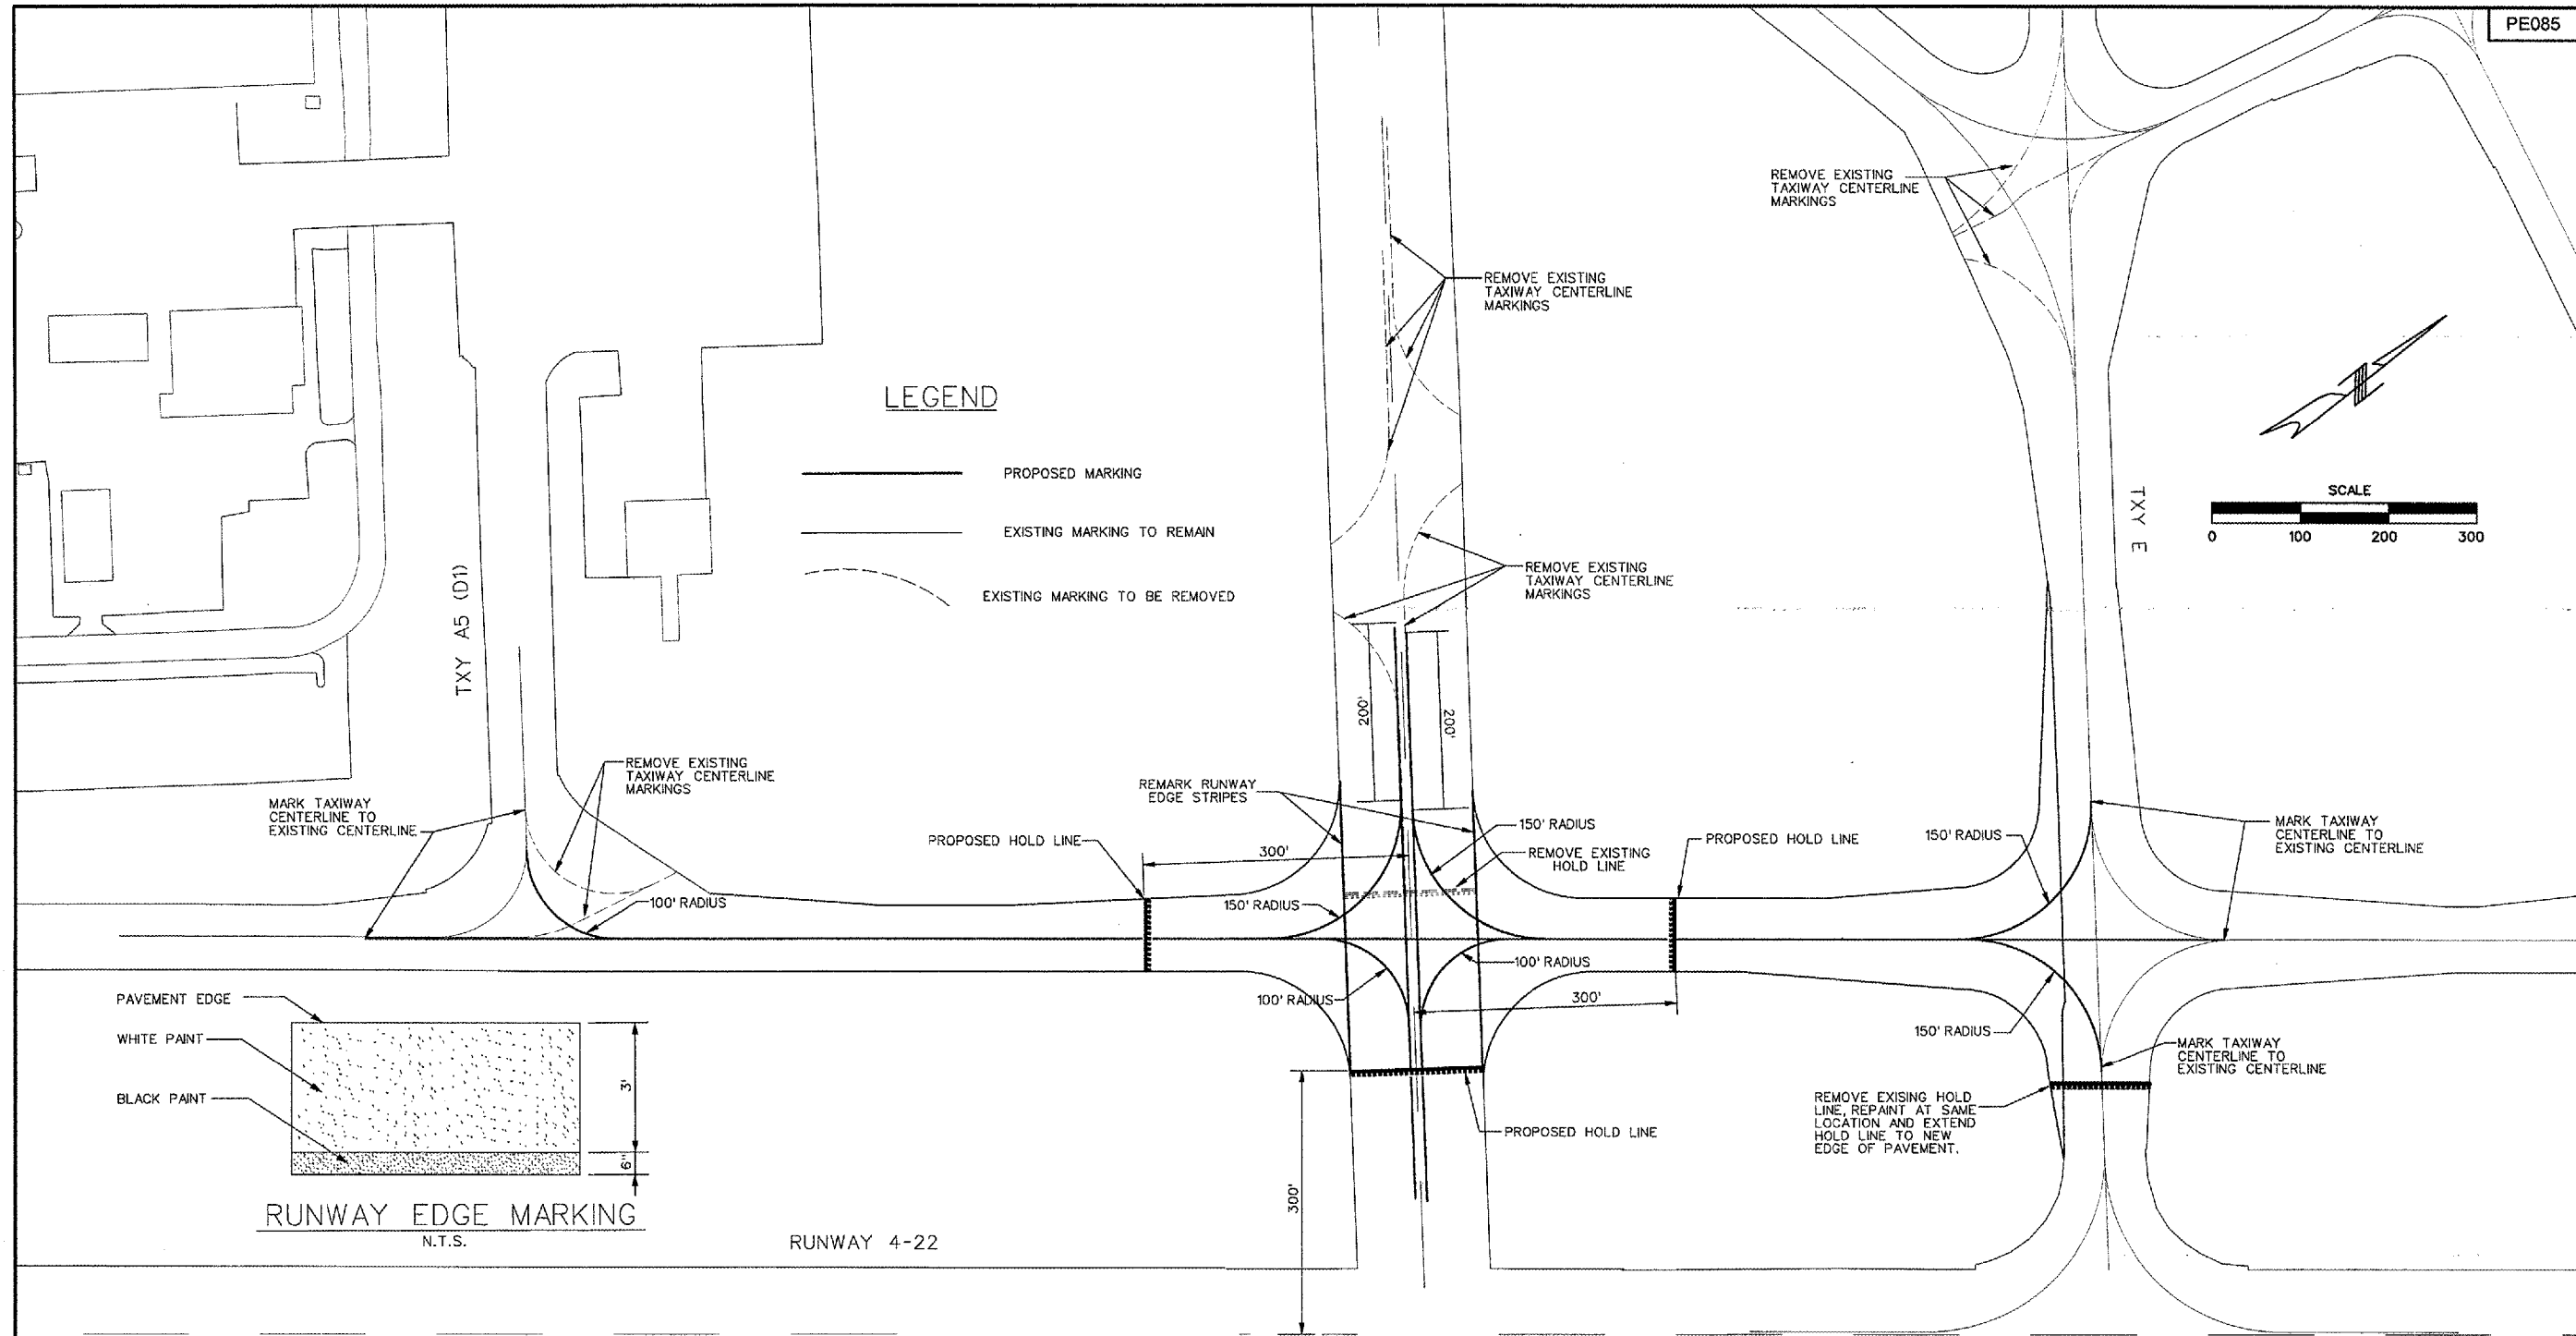 PE085
REMOVE EXISTING
TAXIWAY CENTERLINE
MARKINGS
REMOVE EXISTING
TAXIWAY CENTERLINE
MARKINGS
LEGEND
PROPOSED MARKING
EXISTING MARKING TO REMAIN
EXISTING MARKING TO BE REMOVED
SCALE
0 100 200 300
TXY E
TXY A5 (D1)
REMOVE EXISTING
TAXIWAY CENTERLINE
MARKINGS
200'
200'
REMOVE EXISTING
TAXIWAY CENTERLINE
MARKINGS
MARK TAXIWAY
CENTERLINE TO
EXISTING CENTERLINE
100' RADIUS
REMARK RUNWAY
EDGE STRIPES
PROPOSED HOLD LINE
300'
150' RADIUS
REMOVE EXISTING
HOLD LINE
PROPOSED HOLD LINE
150' RADIUS
MARK TAXIWAY
CENTERLINE TO
EXISTING CENTERLINE
150' RADIUS
100' RADIUS
100' RADIUS
300'
150' RADIUS
MARK TAXIWAY
CENTERLINE TO
EXISTING CENTERLINE
REMOVE EXISING HOLD
LINE, REPAINT AT SAME
LOCATION AND EXTEND
HOLD LINE TO NEW
EDGE OF PAVEMENT.
PROPOSED HOLD LINE
300'
PAVEMENT EDGE
WHITE PAINT
BLACK PAINT
3'
6"
RUNWAY EDGE MARKING
N.T.S.
RUNWAY 4-22